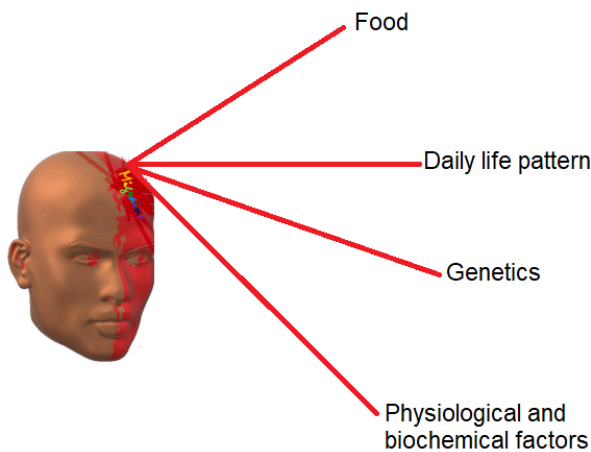 Food
Daily life pattern
Genetics
Physiological and
biochemical factors